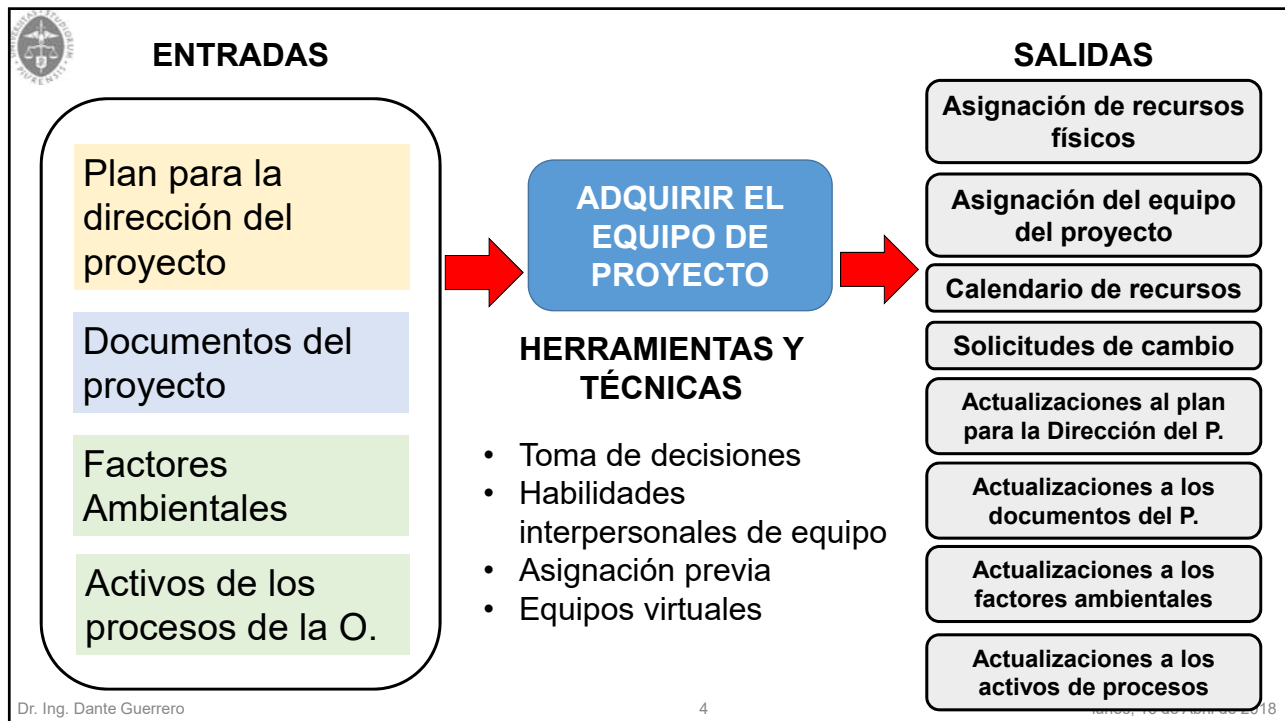 ENTRADAS
Plan para la
dirección del
proyecto
Documentos del
proyecto
Factores
Ambientales
Activos de los
procesos de la O.
ADQUIRIR EL
EQUIPO DE
PROYECTO
HERRAMIENTAS Y
TÉCNICAS
• Toma de decisiones
• Habilidades
interpersonales de equipo
• Asignación previa
• Equipos virtuales
SALIDAS
Asignación de recursos
físicos
Asignación del equipo
del proyecto
Calendario de recursos
Solicitudes de cambio
Actualizaciones al plan
para la Dirección del P.
Actualizaciones a los
documentos del P.
Actualizaciones a los
factores ambientales
Actualizaciones a los
activos de procesos
Dr. Ing. Dante Guerrero
4
2018